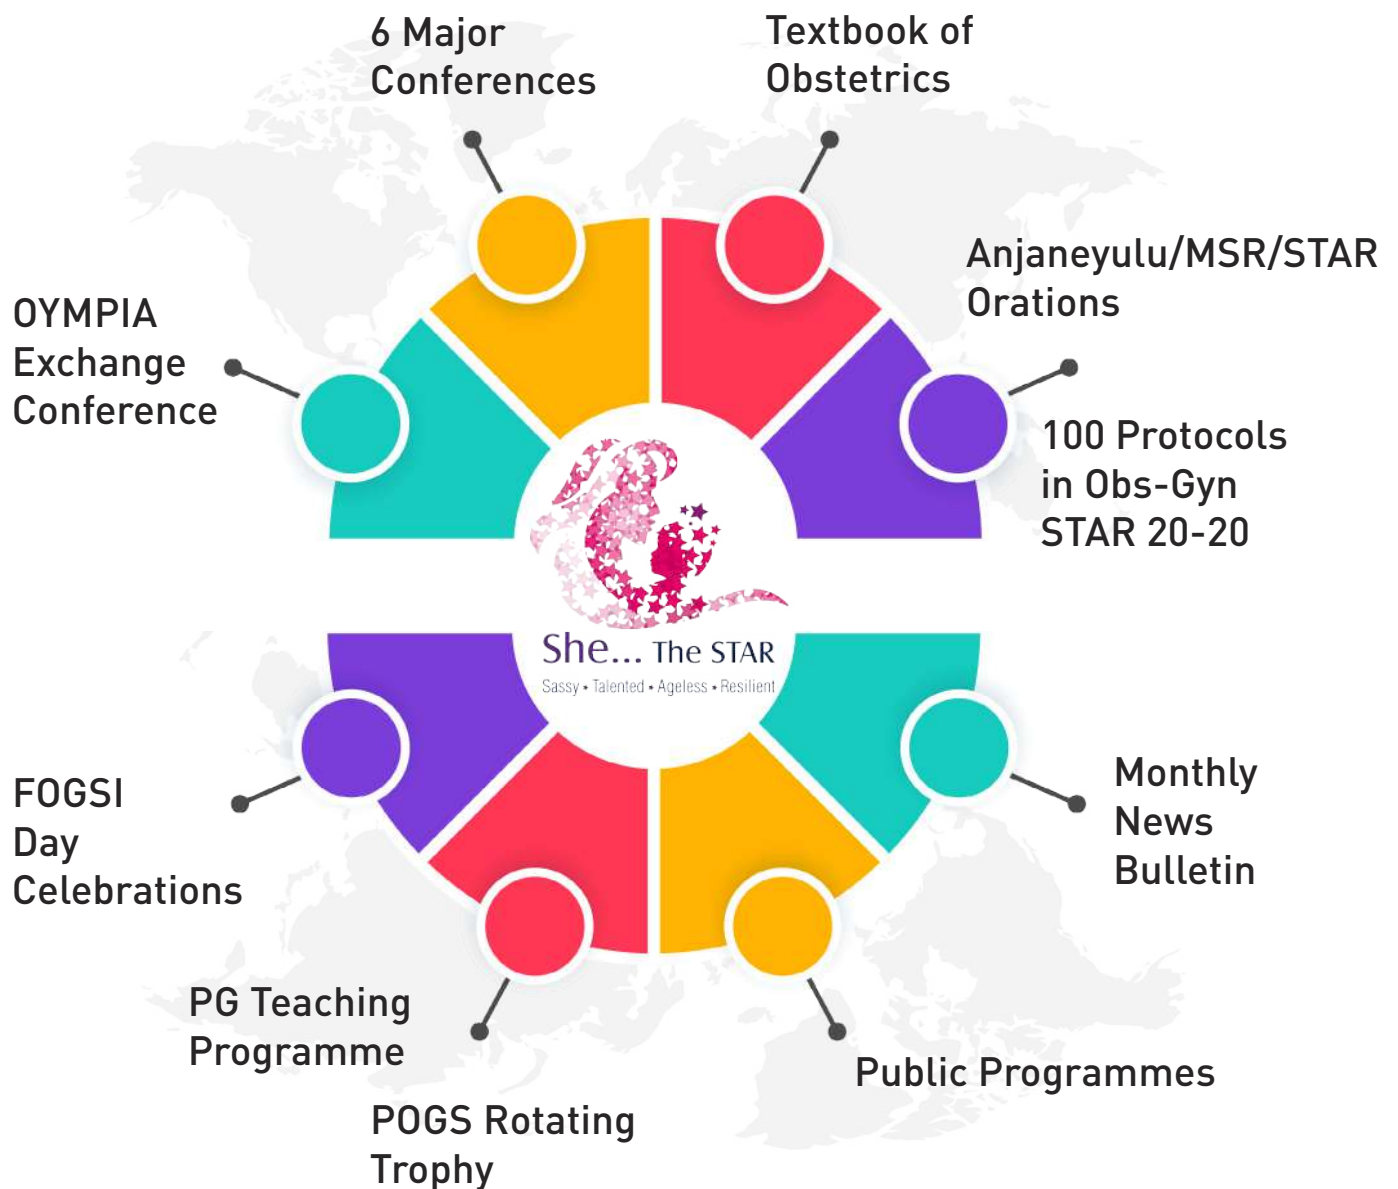 6 Major
Conferences
Textbook of
Obstetrics
Anjaneyulu/MSR/STAR
Orations
OYMPIA
Exchange
Conference
100 Protocols
in Obs-Gyn
STAR 20-20
She... The STAR
Sassy • Talented • Ageless • Resilient
FOGSI
Day
Celebrations
Monthly
News
Bulletin
PG Teaching
Programme
Public Programmes
POGS Rotating
Trophy